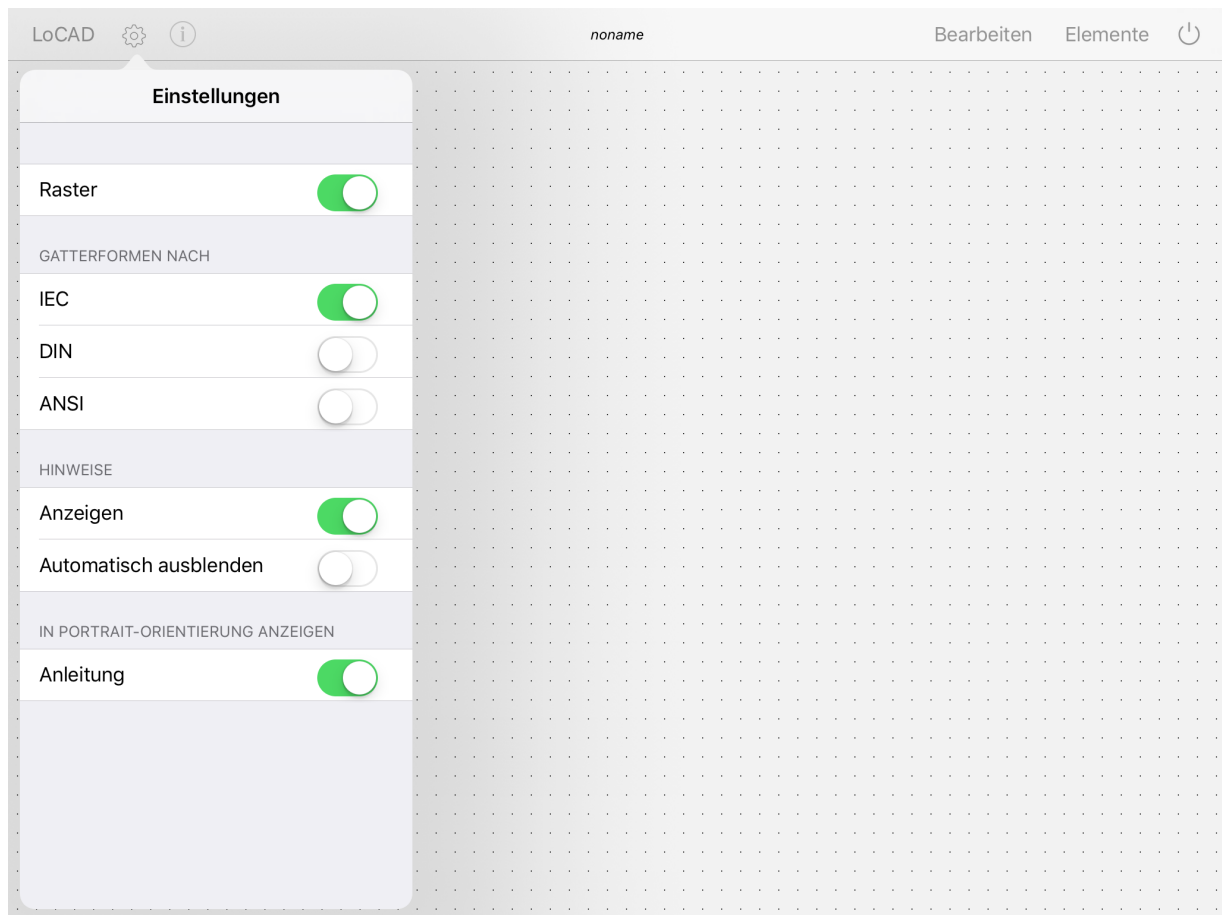 LoCAD
noname
Bearbeiten
Elemente
Einstellungen
Raster
GATTERFORMEN NACH
IEC
DIN
ANSI
HINWEISE
Anzeigen
Automatisch ausblenden
IN PORTRAIT-ORIENTIERUNG ANZEIGEN
Anleitung